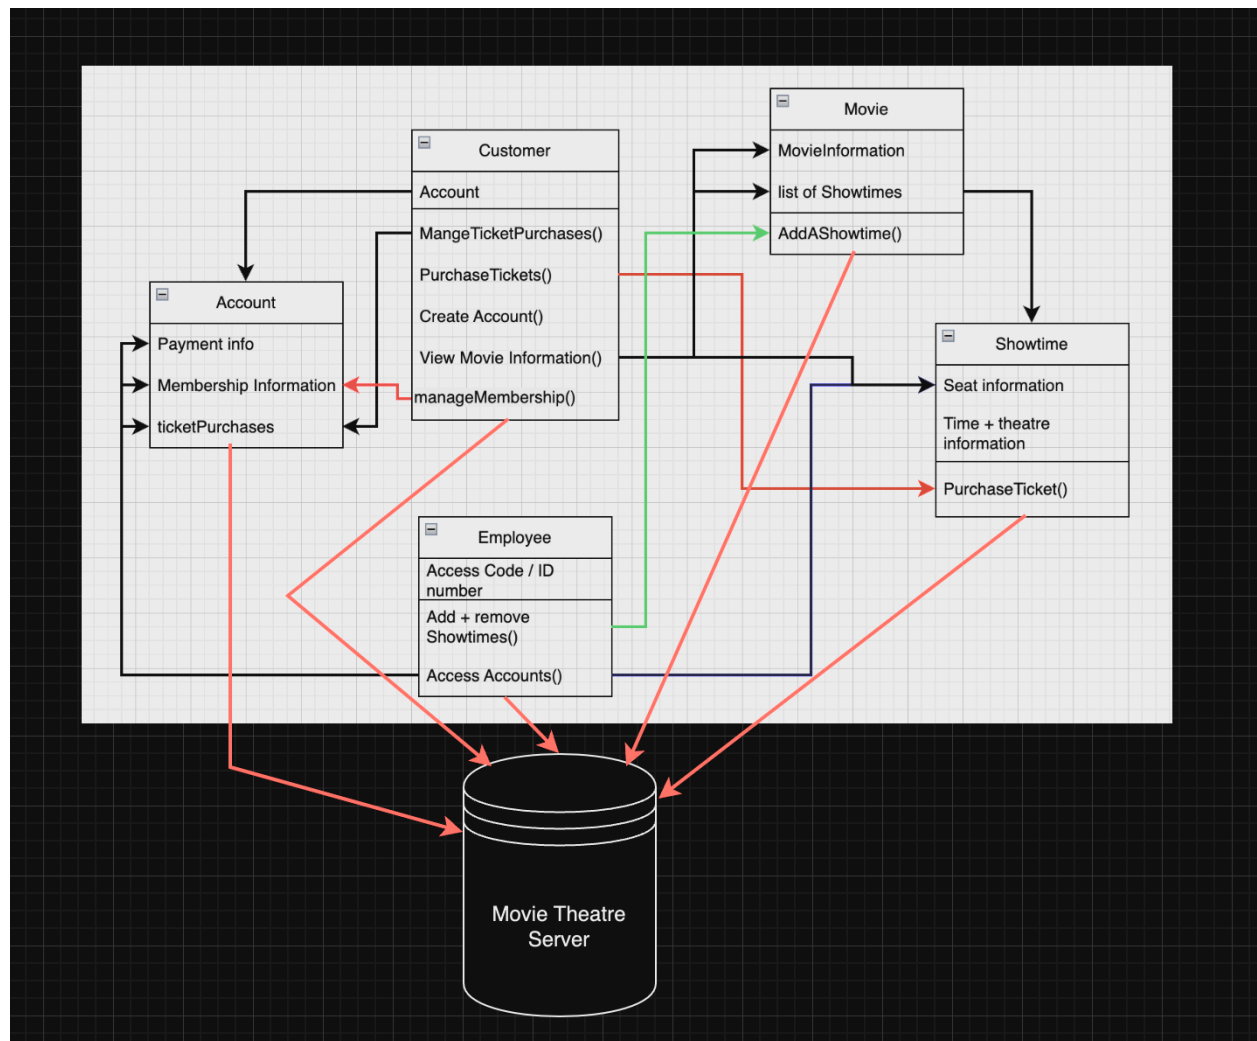 Customer
Account
MangeTicketPurchases()
PurchaseTickets()
Create Account()
View Movie Information()
manageMembership()
Movie
MovieInformation
list of Showtimes
AddAShowtime()
Account
Payment info
Membership Information
ticketPurchases
Showtime
Seat information
Time + theatre
information
PurchaseTicket()
Employee
Access Code / ID
number
Add + remove
Showtimes()
Access Accounts()
Movie Theatre
Server